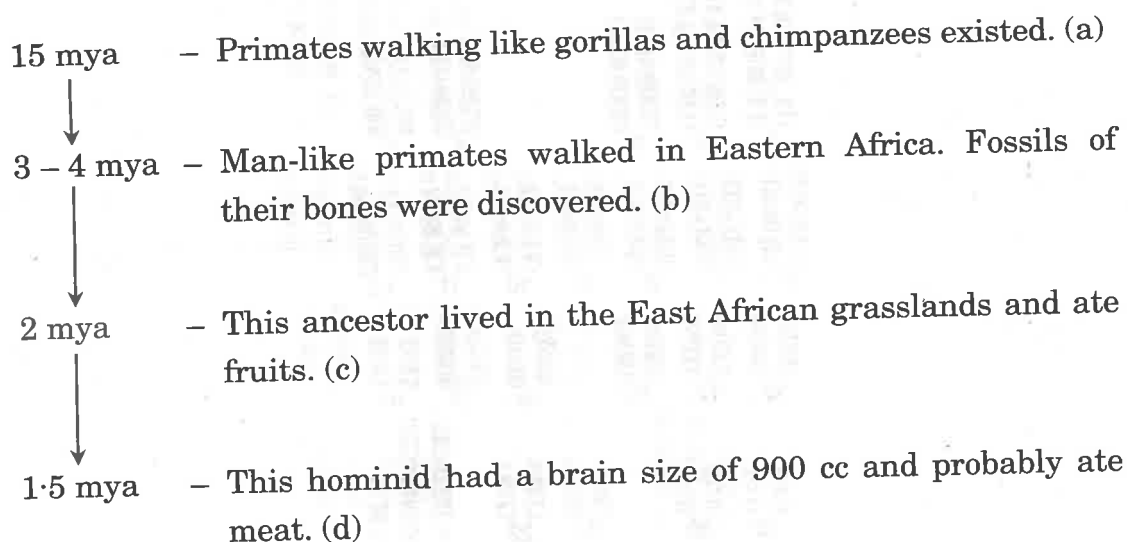 15 mya – Primates walking like gorillas and chimpanzees existed. (a)
3 – 4 mya – Man-like primates walked in Eastern Africa. Fossils of
their bones were discovered. (b)
2 mya – This ancestor lived in the East African grasslands and ate
fruits. (c)
1·5 mya – This hominid had a brain size of 900 cc and probably ate
meat. (d)